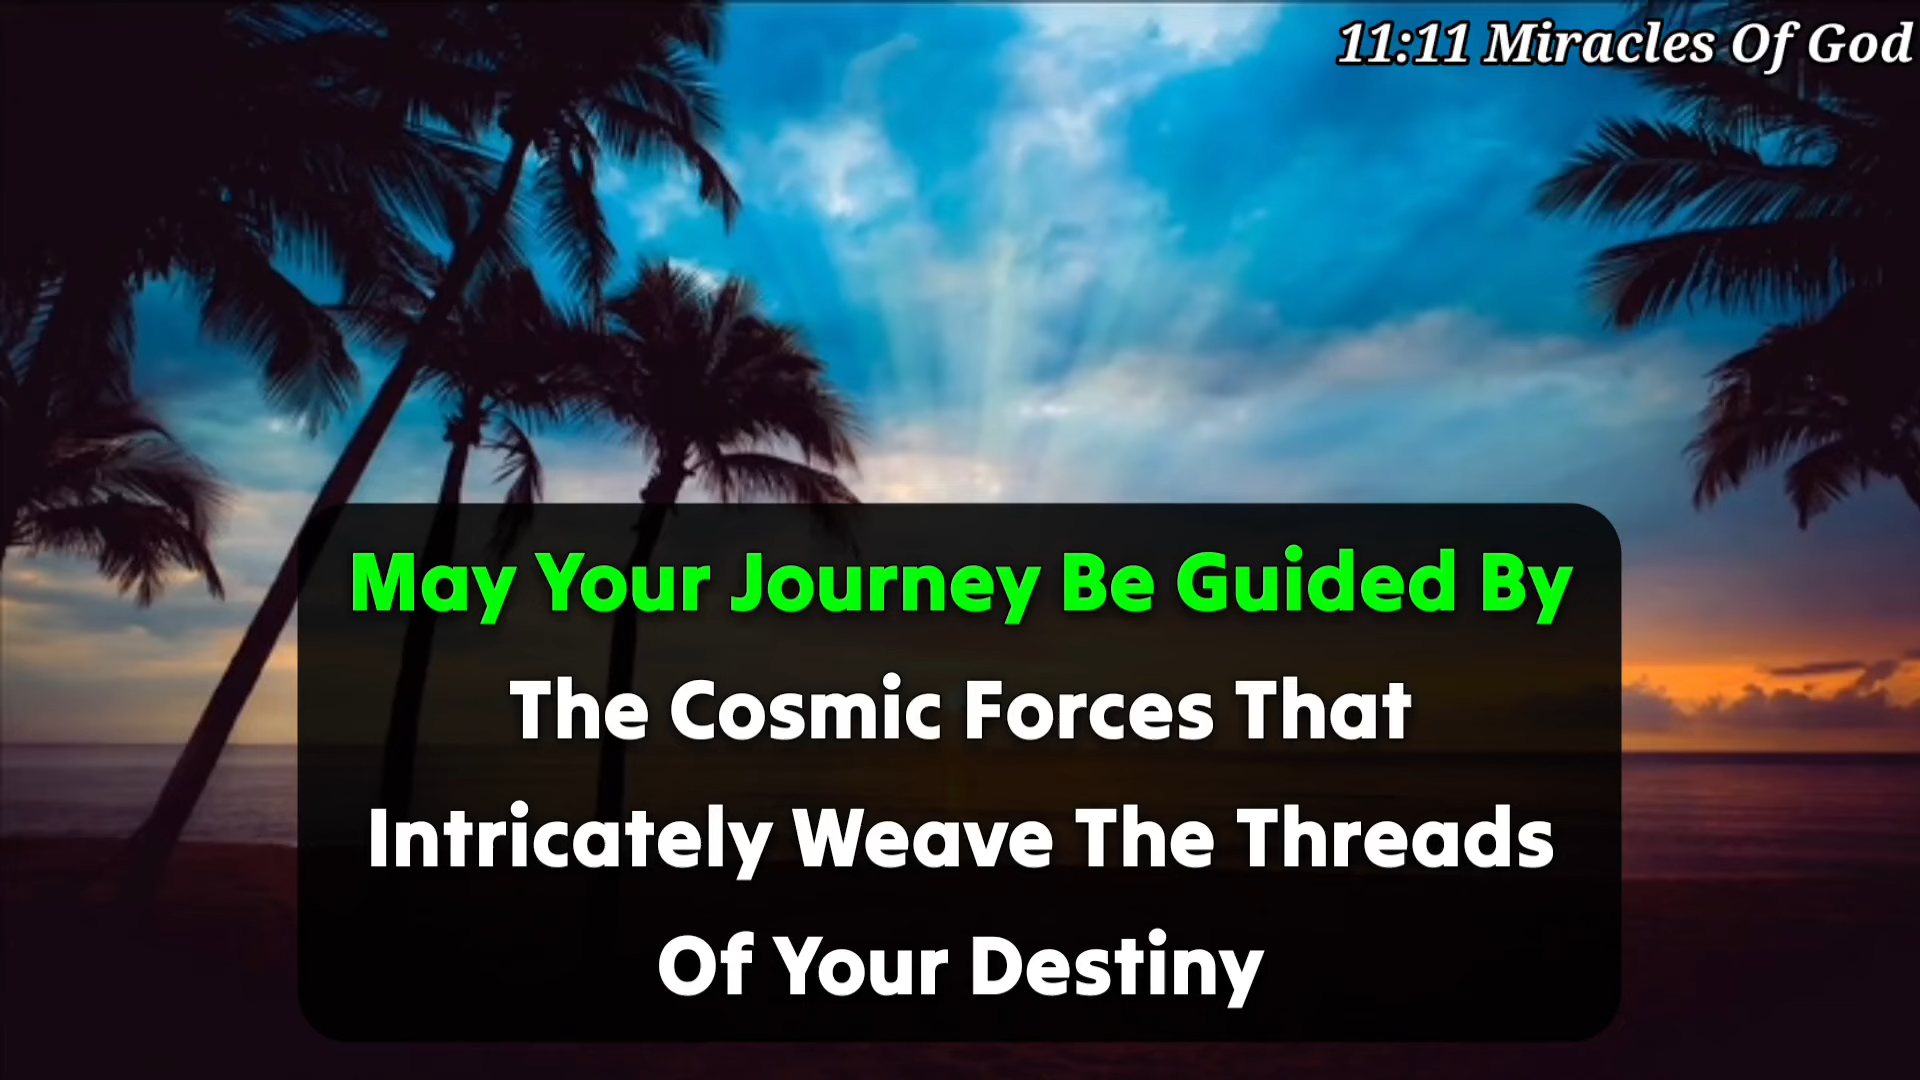 11:11 Miracles Of God
May Your Journey Be Guided By
The Cosmic Forces That
Intricately Weave The Threads
Of Your Destiny